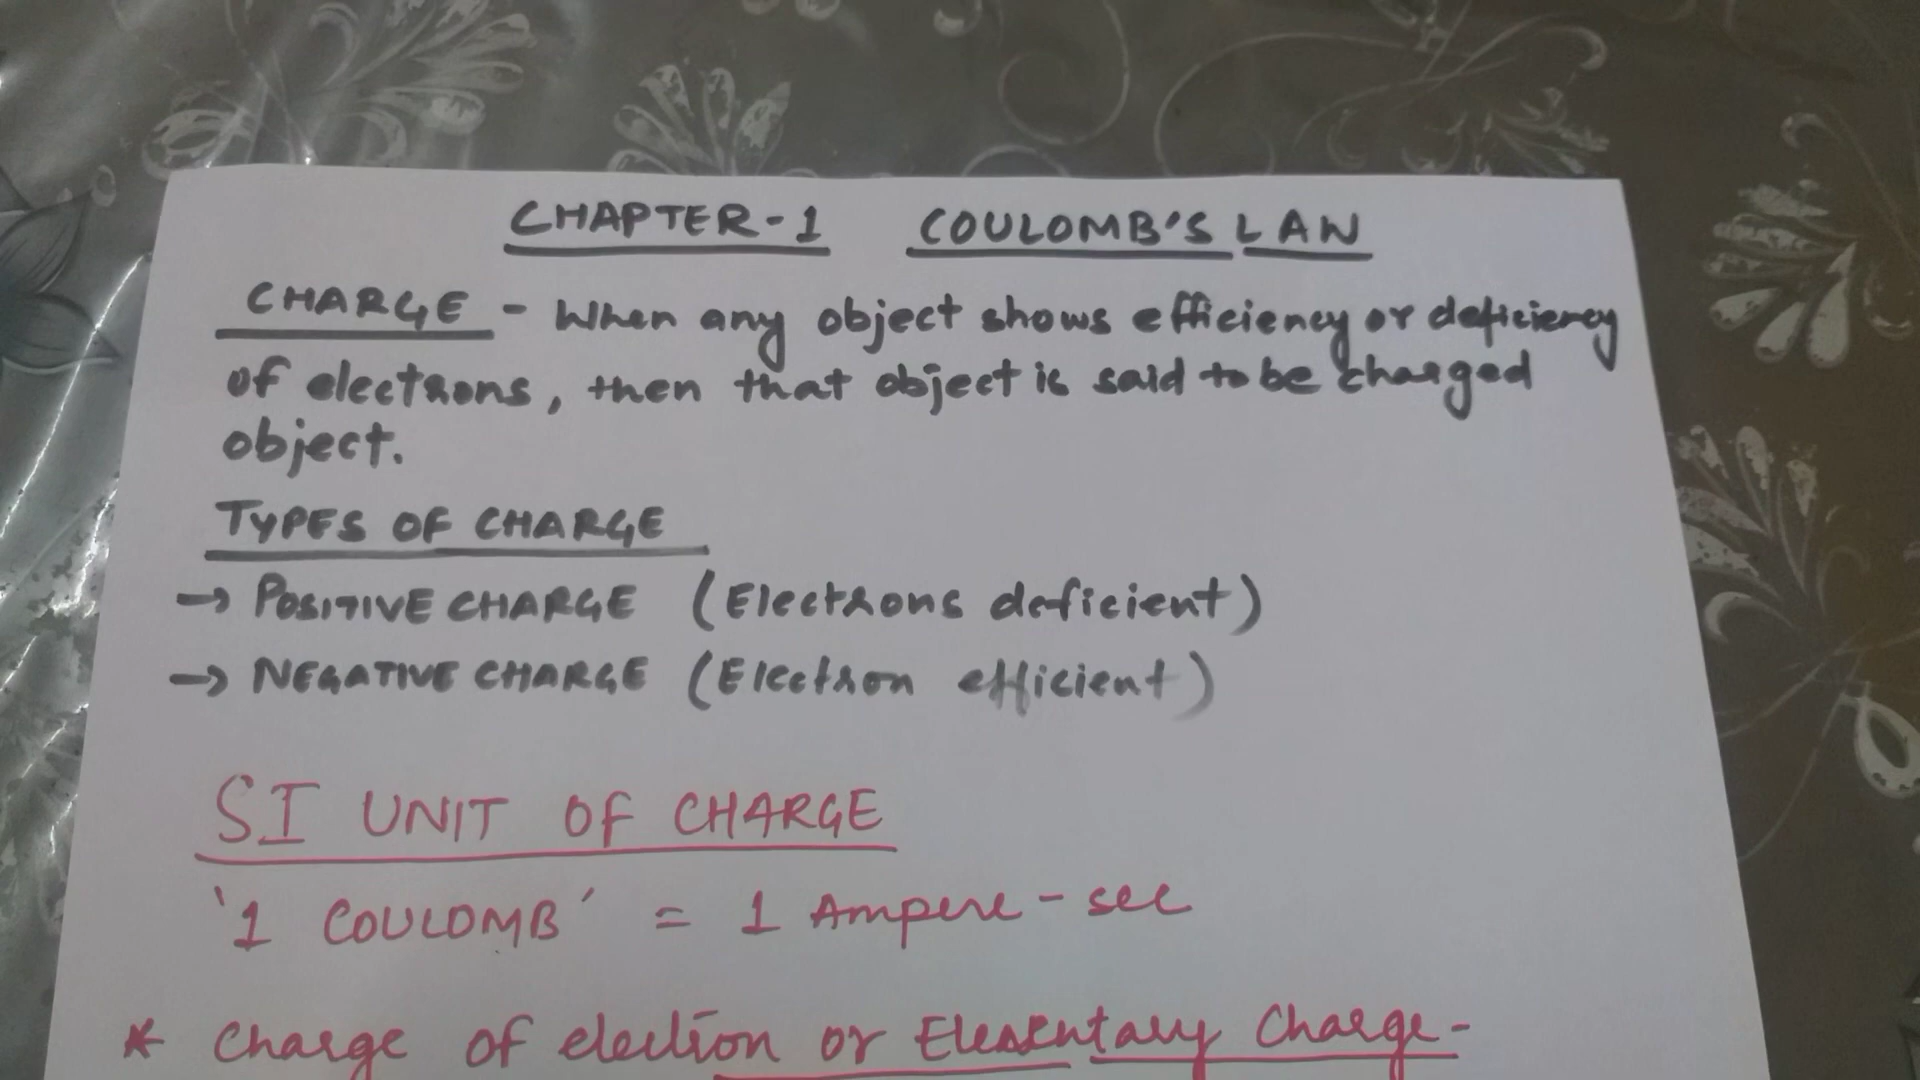 CHAPTER-1 COULOMB'S LAW
CHARGE - When any object shows efficiency or deficiency
of electrons, then that object is said to be charged
object.
TYPES OF CHARGE
→ POSITIVE CHARGE (Electrons deficient)
→ NEGATIVE CHARGE (Electron efficient)
SI UNIT OF CHARGE
'1 COULOMB' = 1 Ampere-sec
* Charge of election or Elementary Charge-